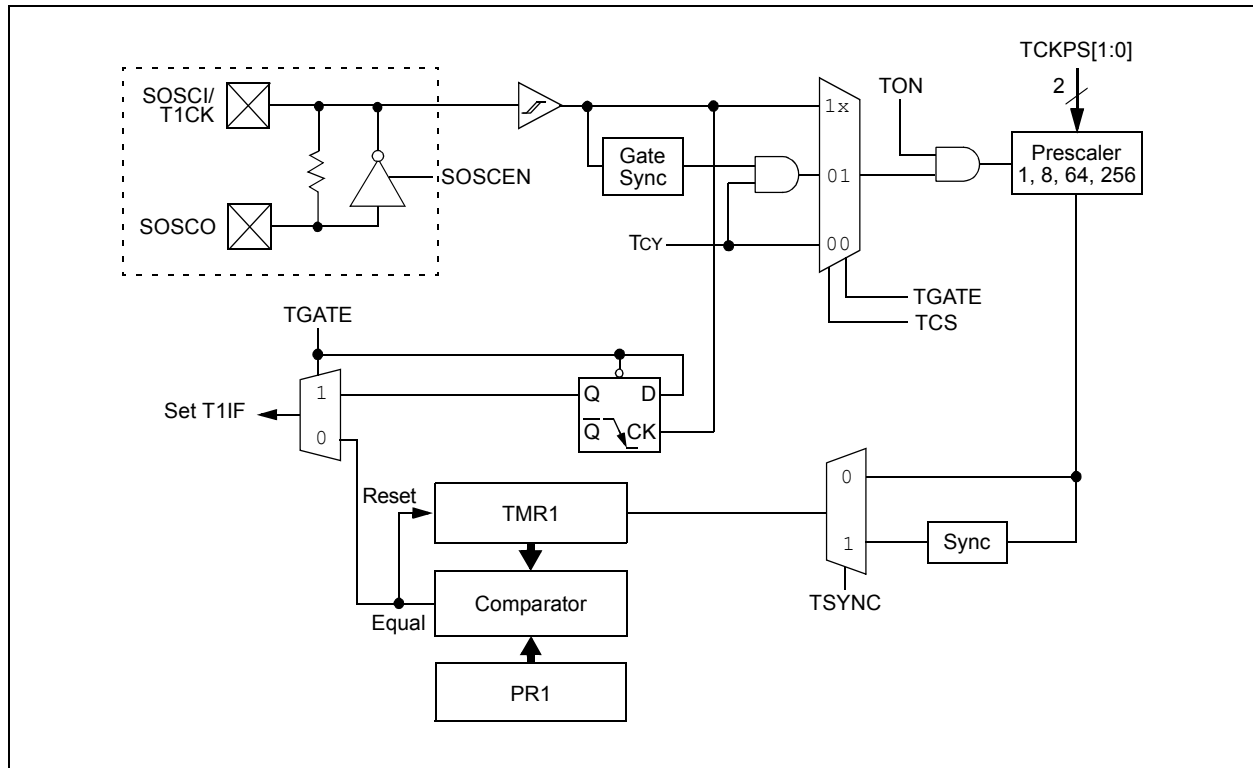 TCKPS[1:0]
2
TON
SOSCI/
T1CK
1x
Gate
Sync
Prescaler
1, 8, 64, 256
01
SOSCEN
SOSCO
TCY
00
TGATE
TCS
TGATE
1
Q
D
Set T1IF
0
Q̅
CK
Reset
TMR1
0
1
Sync
TSYNC
Comparator
Equal
PR1